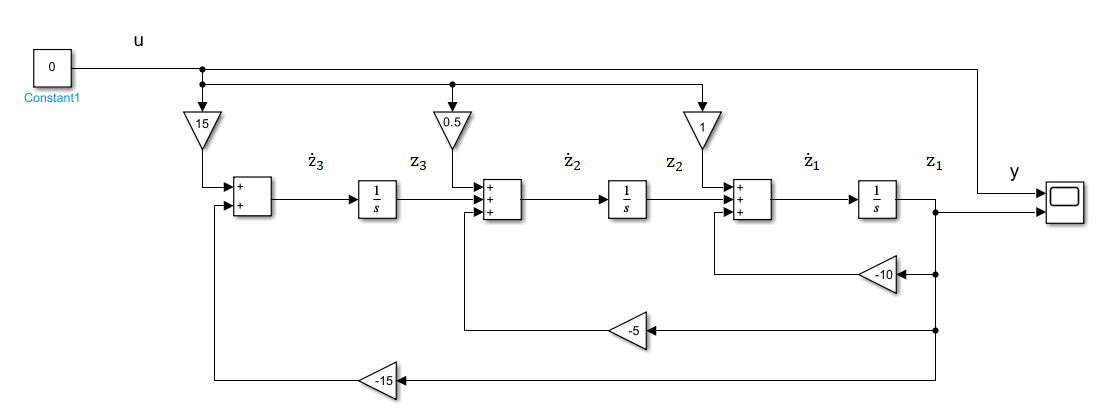 u
0
Constant1
15
0.5
1
ż₃
z₃
ż₂
z₂
ż₁
z₁
y
+
+
1
s
+
+
+
1
s
+
+
+
1
s
-10
-5
-15